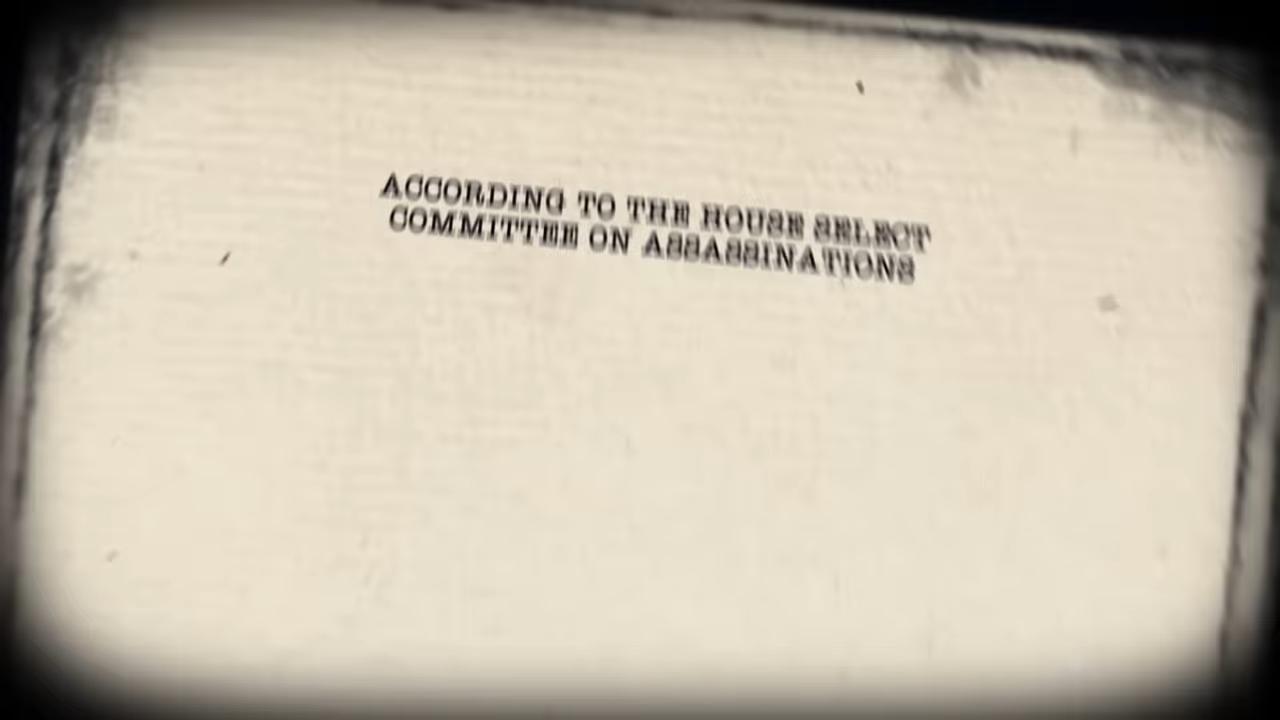 ACCORDING TO THE HOUSE SELECT
COMMITTEE ON ASSASSINATIONS